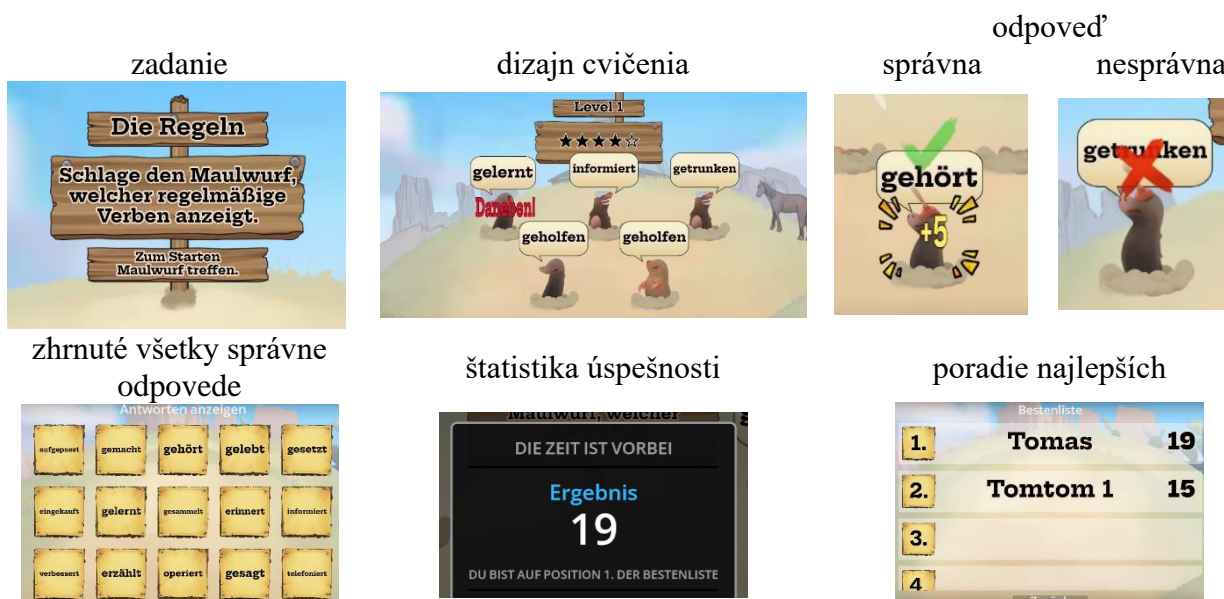 odpoveď
zadanie
dizajn cvičenia
správna
nesprávna
Die Regeln
Schlage den Maulwurf,
welcher regelmäßige
Verben anzeigt.
Zum Starten
Maulwurf treffen.
Level 1
gelernt
informiert
getrunken
Daneben!
geholfen
geholfen
gehört
+5
getrunken
zhrnuté všetky správne
odpovede
štatistika úspešnosti
poradie najlepších
Antworten anzeigen
aufgepasst gemacht gehört gelebt gesetzt
eingekauft gelernt gesammelt erinnert informiert
verbessert erzählt operiert gesagt telefoniert
Maulwurf, welcher
DIE ZEIT IST VORBEI
Ergebnis
19
DU BIST AUF POSITION 1. DER BESTENLISTE
Bestenliste
1. Tomas 19
2. Tomtom 1 15
3.
4